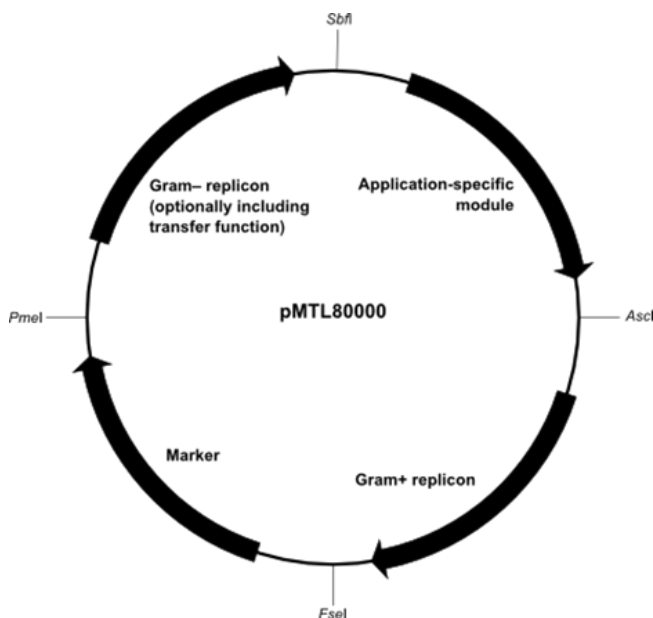 SbfI
Gram– replicon
(optionally including
transfer function)
Application-specific
module
PmeI
pMTL80000
AscI
Marker
Gram+ replicon
FseI